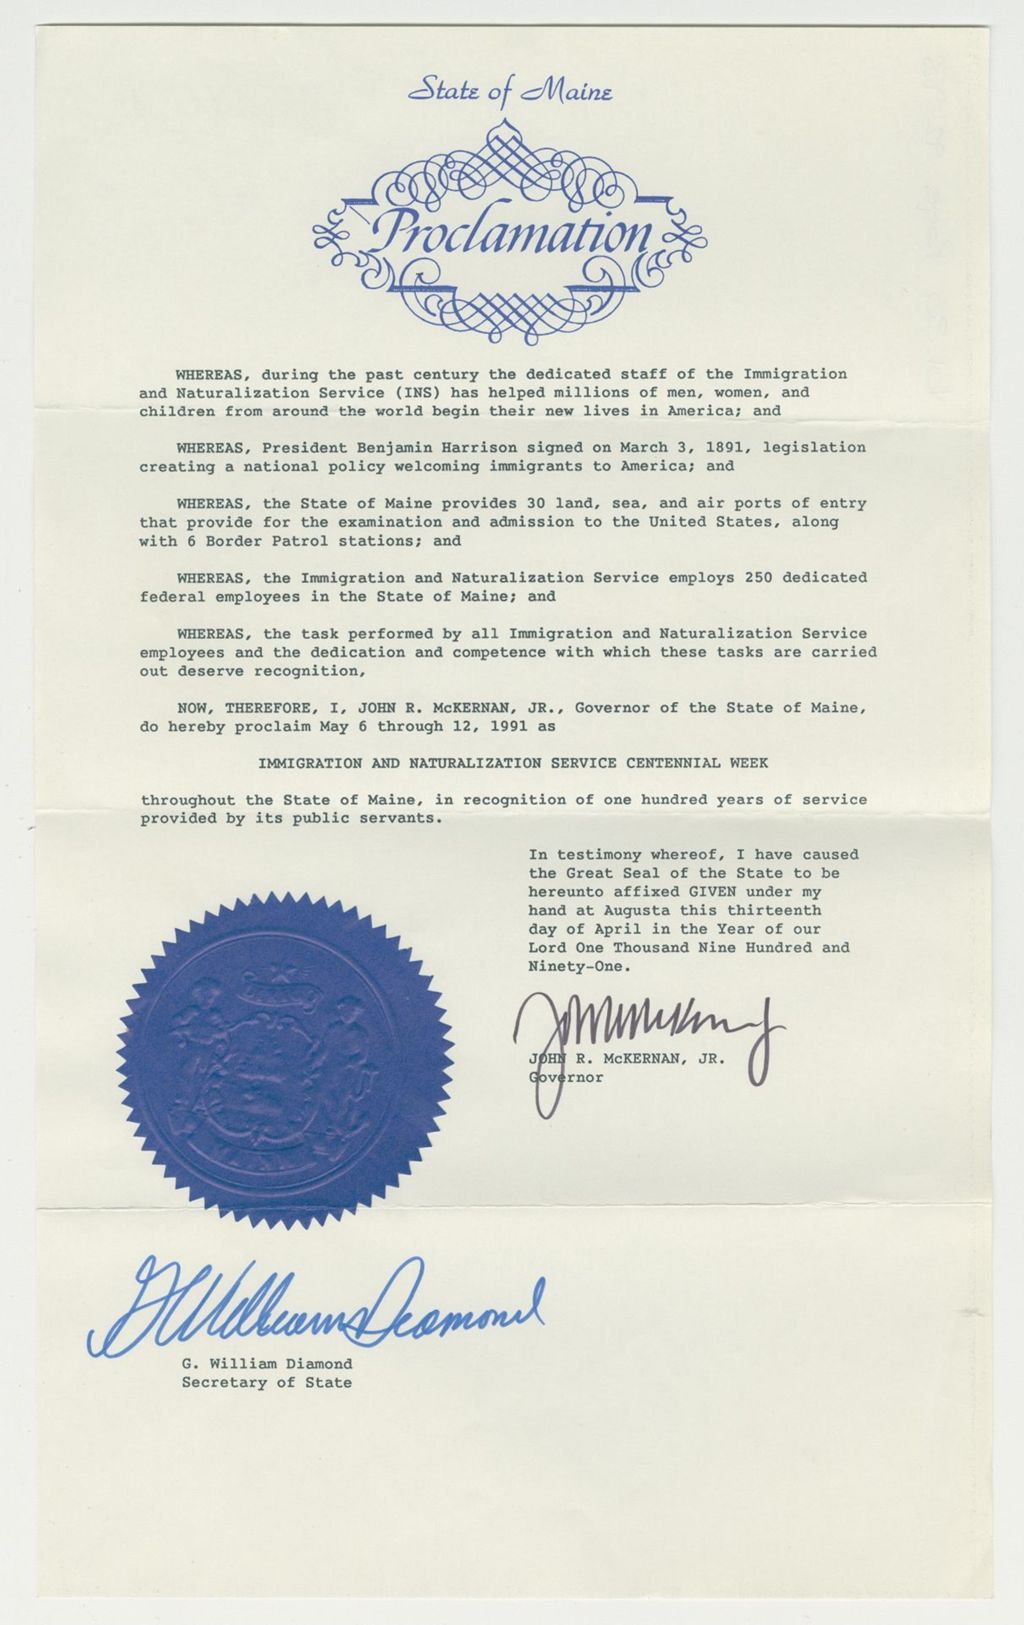 State of Maine
Proclamation
WHEREAS, during the past century the dedicated staff of the Immigration
and Naturalization Service (INS) has helped millions of men, women, and
children from around the world begin their new lives in America; and
WHEREAS, President Benjamin Harrison signed on March 3, 1891, legislation
creating a national policy welcoming immigrants to America; and
WHEREAS, the State of Maine provides 30 land, sea, and air ports of entry
that provide for the examination and admission to the United States, along
with 6 Border Patrol stations; and
WHEREAS, the Immigration and Naturalization Service employs 250 dedicated
federal employees in the State of Maine; and
WHEREAS, the task performed by all Immigration and Naturalization Service
employees and the dedication and competence with which these tasks are carried
out deserve recognition,
NOW, THEREFORE, I, JOHN R. McKERNAN, JR., Governor of the State of Maine,
do hereby proclaim May 6 through 12, 1991 as
IMMIGRATION AND NATURALIZATION SERVICE CENTENNIAL WEEK
throughout the State of Maine, in recognition of one hundred years of service
provided by its public servants.
In testimony whereof, I have caused
the Great Seal of the State to be
hereunto affixed GIVEN under my
hand at Augusta this thirteenth
day of April in the Year of our
Lord One Thousand Nine Hundred and
Ninety-One.
JOHN R. McKERNAN, JR.
Governor
MAINE
G William Diamond
G. William Diamond
Secretary of State